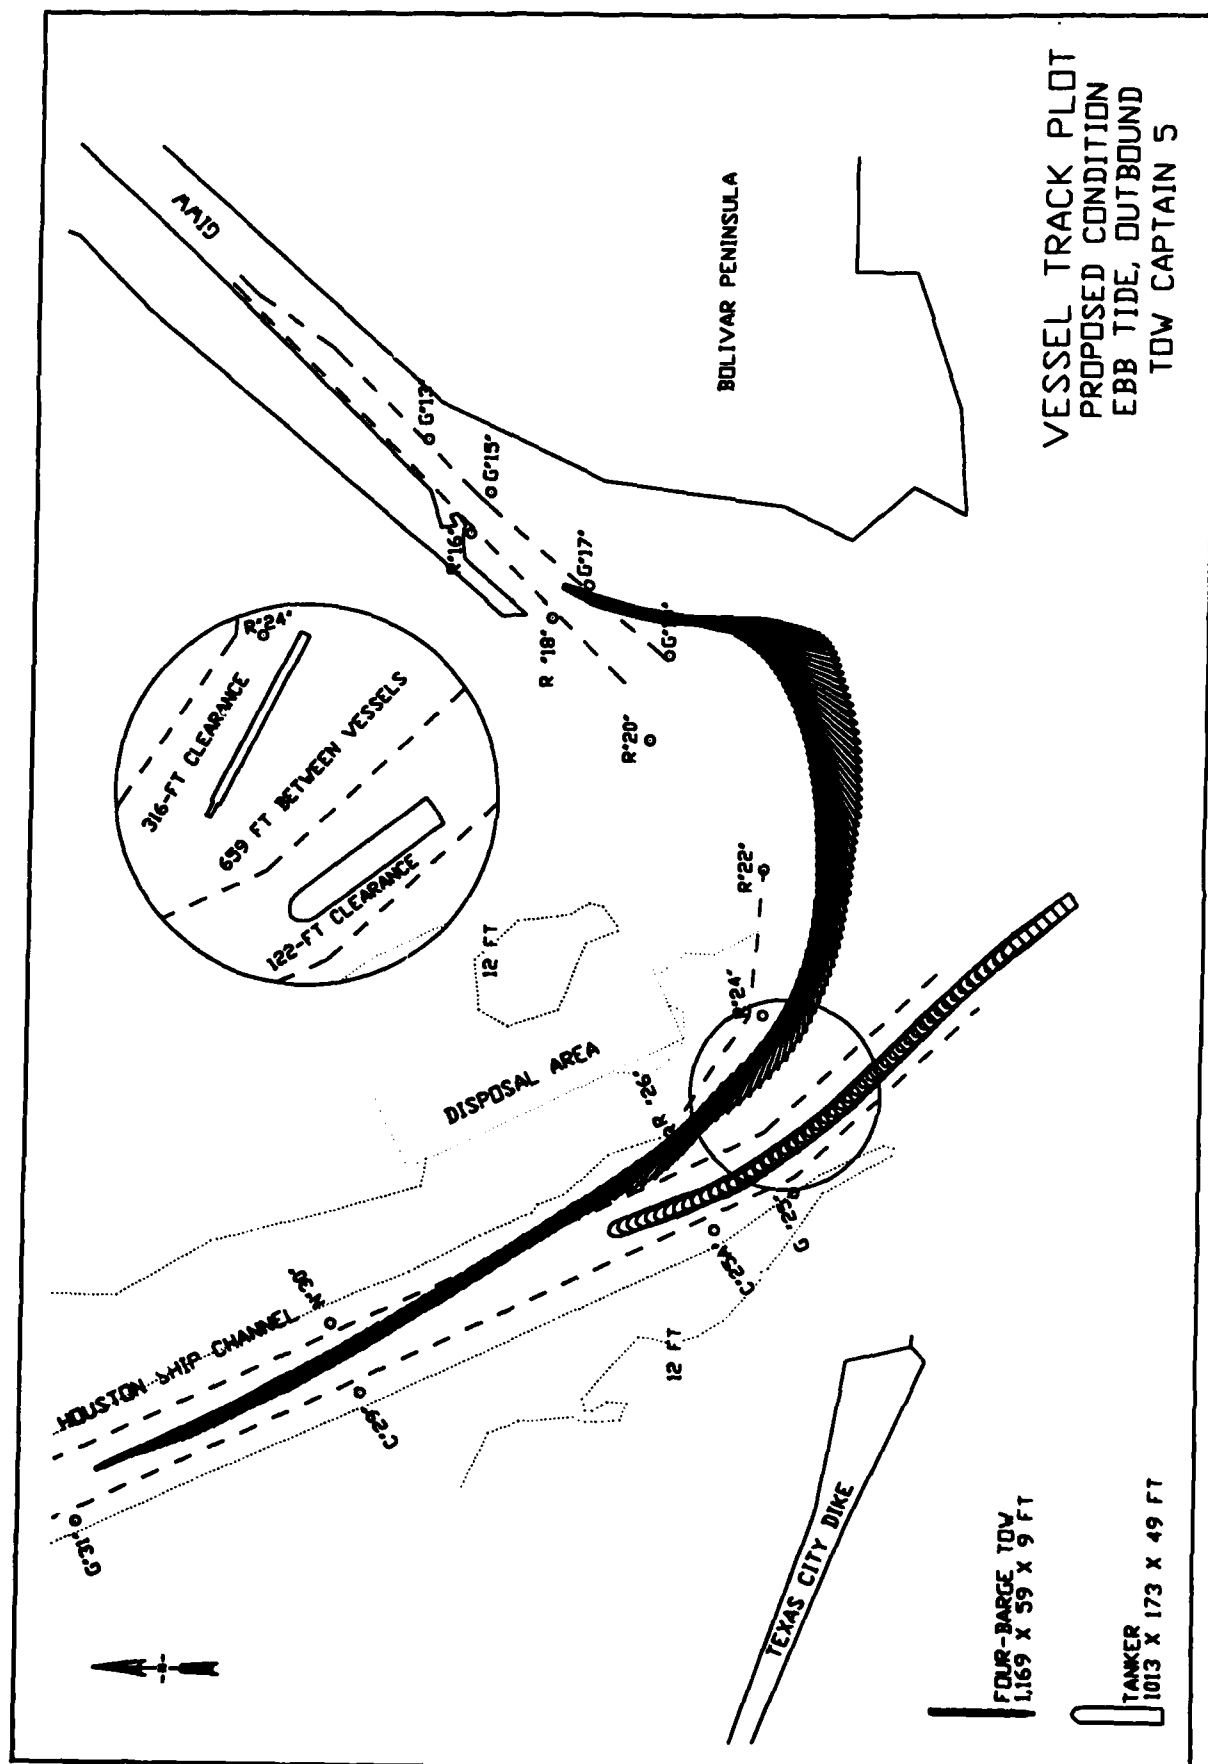 VESSEL TRACK PLOT
PROPOSED CONDITION
EBB TIDE, OUTBOUND
TOW CAPTAIN 5
GIWW
BOLIVAR PENINSULA
G"13"
G"15"
R"16"
G"17"
R "18"
R"20"
R"22"
R"24"
R "26"
316-FT CLEARANCE
R"24"
659 FT BETWEEN VESSELS
122-FT CLEARANCE
12 FT
DISPOSAL AREA
HOUSTON SHIP CHANNEL
G"31"
12 FT
TEXAS CITY DIKE
FOUR-BARGE TOW
1,169 X 59 X 9 FT
TANKER
1013 X 173 X 49 FT